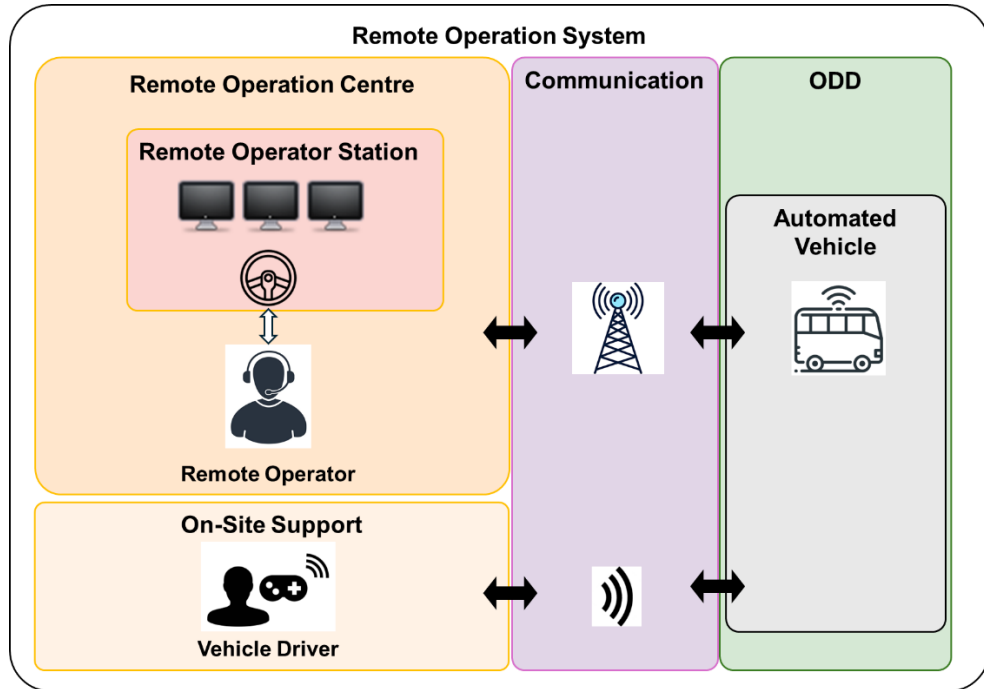 Remote Operation System
Remote Operation Centre
Communication
ODD
Remote Operator Station
Automated
Vehicle
Remote Operator
On-Site Support
Vehicle Driver